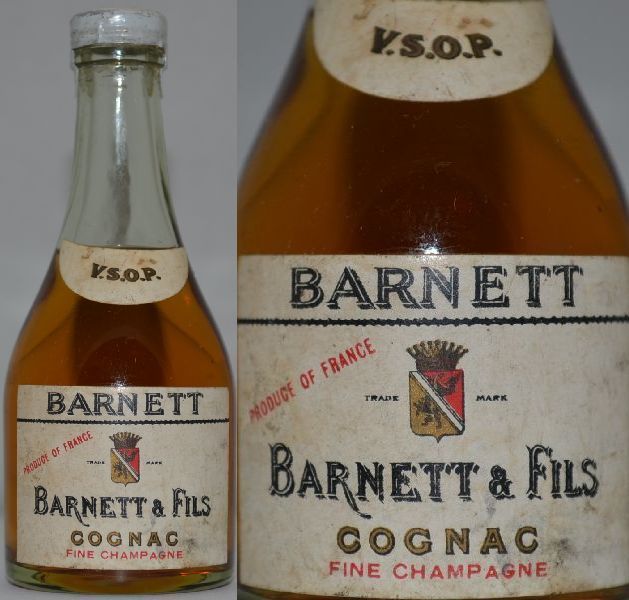 V.S.O.P.
BARNETT
PRODUCE OF FRANCE
TRADE MARK
BARNETT & FILS
COGNAC
FINE CHAMPAGNE
V.S.O.P.
BARNETT
PRODUCE OF FRANCE
TRADE MARK
BARNETT & FILS
COGNAC
FINE CHAMPAGNE